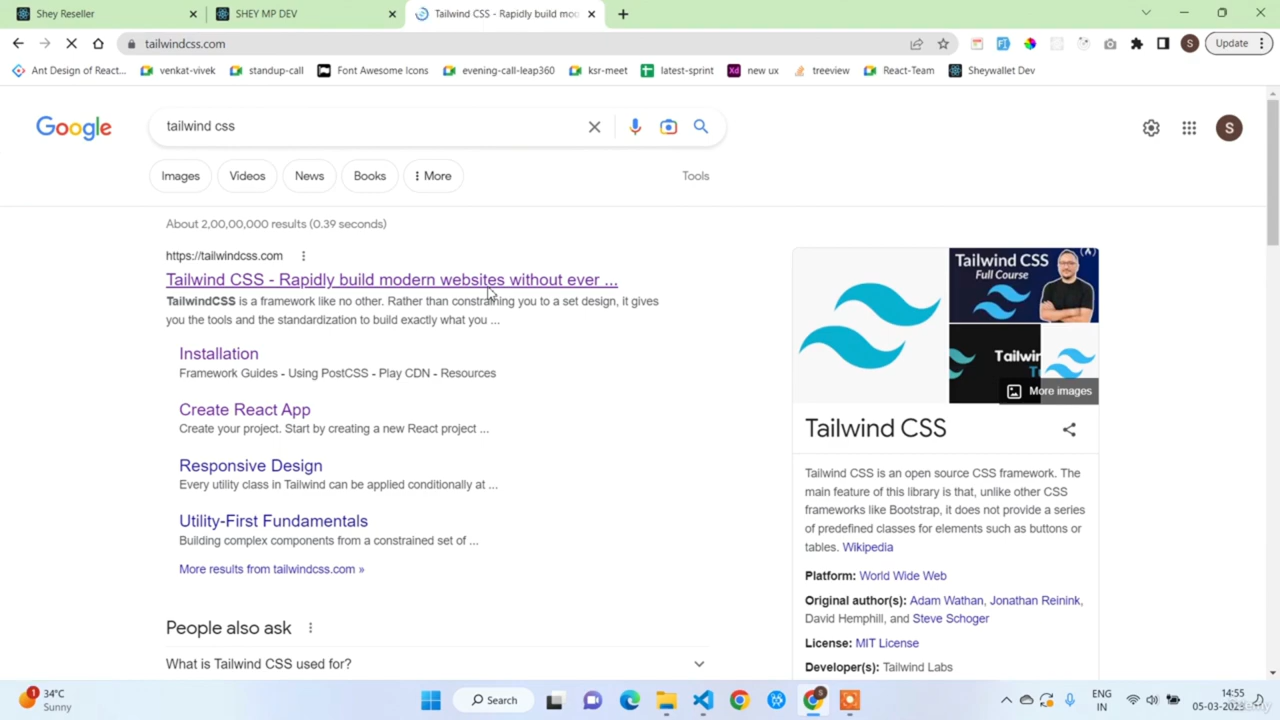 Shey Reseller
SHEY MP DEV
Tailwind CSS - Rapidly build mod
tailwindcss.com
Update
Ant Design of React...
venkat-vivek
standup-call
Font Awesome Icons
evening-call-leap360
ksr-meet
latest-sprint
Xd
new ux
treeview
React-Team
Sheywallet Dev
Google
tailwind css
S
Images
Videos
News
Books
More
Tools
About 2,00,00,000 results (0.39 seconds)
https://tailwindcss.com
Tailwind CSS - Rapidly build modern websites without ever ...
TailwindCSS is a framework like no other. Rather than constraining you to a set design, it gives
you the tools and the standardization to build exactly what you ...
Installation
Framework Guides - Using PostCSS - Play CDN - Resources
Create React App
Create your project. Start by creating a new React project ...
Responsive Design
Every utility class in Tailwind can be applied conditionally at ...
Utility-First Fundamentals
Building complex components from a constrained set of ...
More results from tailwindcss.com »
People also ask
What is Tailwind CSS used for?
Tailwind CSS
Full Course
Tailwin
More images
Tailwind CSS
Tailwind CSS is an open source CSS framework. The
main feature of this library is that, unlike other CSS
frameworks like Bootstrap, it does not provide a series
of predefined classes for elements such as buttons or
tables. Wikipedia
Platform: World Wide Web
Original author(s): Adam Wathan, Jonathan Reinink,
David Hemphill, and Steve Schoger
License: MIT License
Developer(s): Tailwind Labs
1
34°C
Sunny
Search
ENG
IN
14:55
05-03-2023